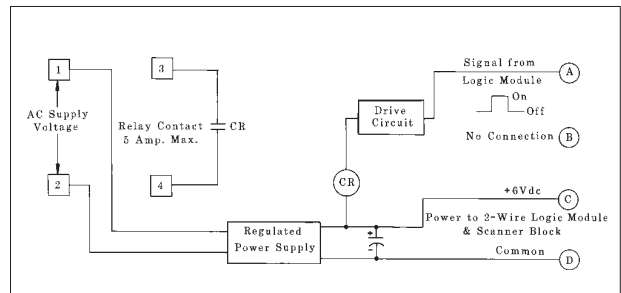 1
3
Signal from
Logic Module
A
AC Supply
Voltage
Relay Contact
5 Amp. Max.
CR
Drive
Circuit
On
Off
No Connection
B
2
4
CR
+6Vdc
C
Regulated
Power Supply
+
-
Power to 2-Wire Logic Module
& Scanner Block
Common
D